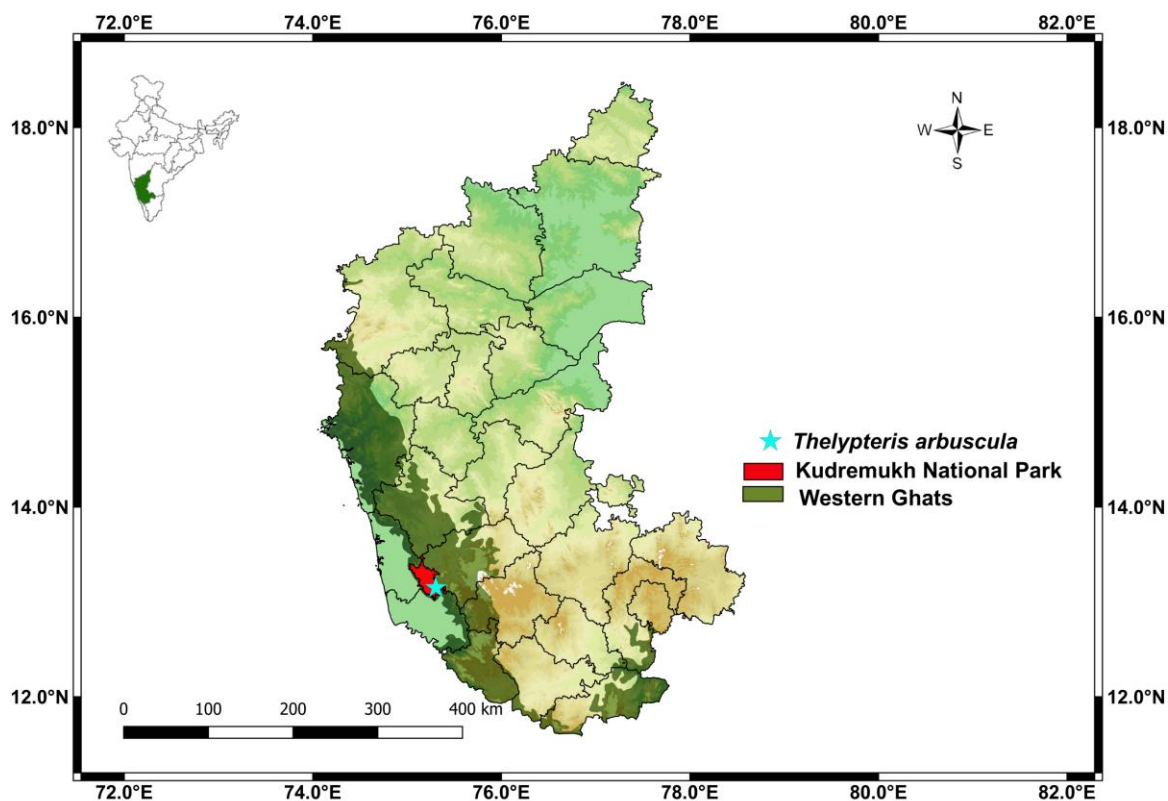 72.0°E 74.0°E 76.0°E 78.0°E 80.0°E 82.0°E
N
W E
S
18.0°N 18.0°N
16.0°N 16.0°N
Thelypteris arbuscula
Kudremukh National Park
Western Ghats
14.0°N 14.0°N
12.0°N 12.0°N
0 100 200 300 400 km
72.0°E 74.0°E 76.0°E 78.0°E 80.0°E 82.0°E